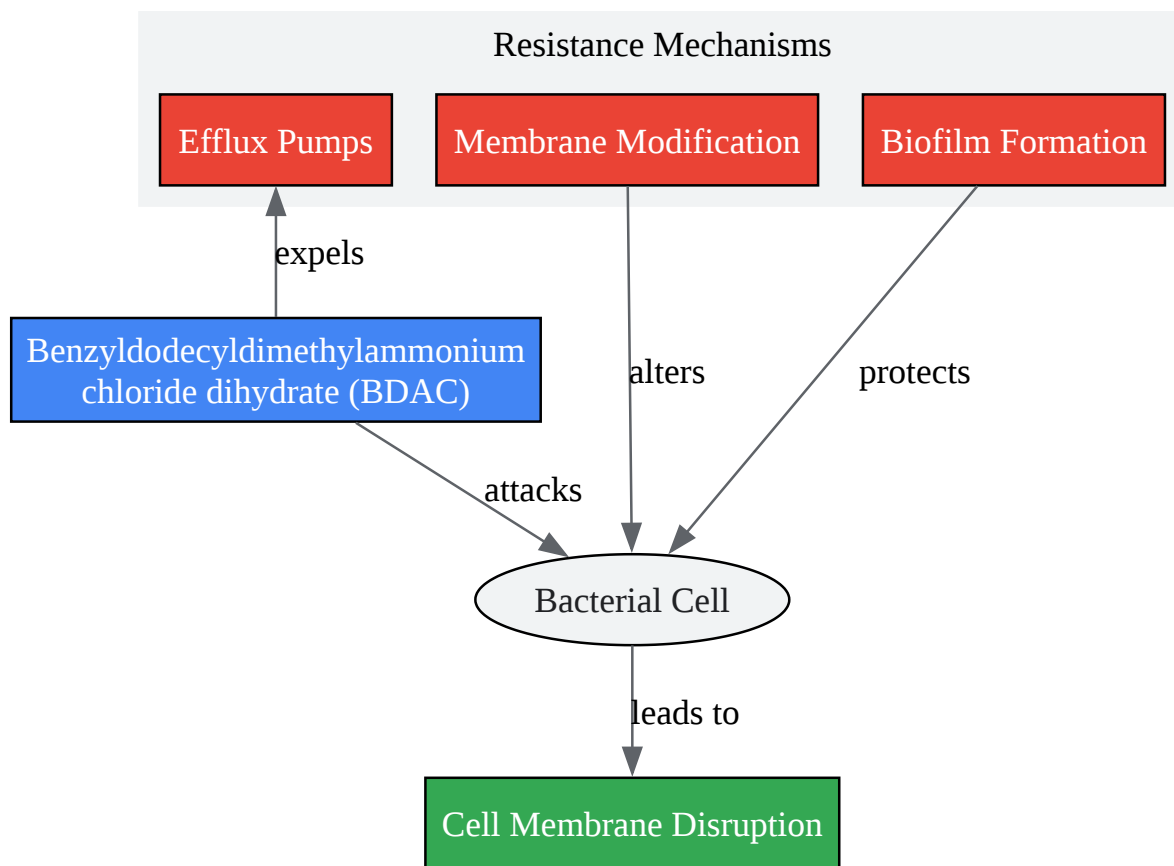 Resistance Mechanisms
Efflux Pumps
Membrane Modification
Biofilm Formation
expels
Benzyldodecyldimethylammonium
chloride dihydrate (BDAC)
alters
protects
attacks
Bacterial Cell
leads to
Cell Membrane Disruption